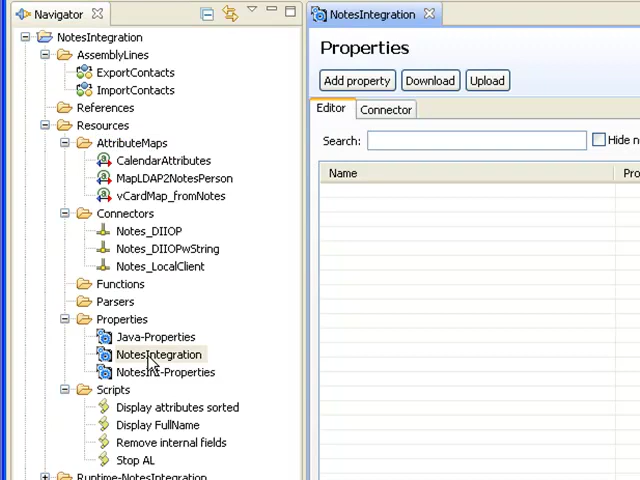 Navigator
NotesIntegration
AssemblyLines
ExportContacts
ImportContacts
References
Resources
AttributeMaps
CalendarAttributes
MapLDAP2NotesPerson
vCardMap_fromNotes
Connectors
Notes_DIIOP
Notes_DIIOPwString
Notes_LocalClient
Functions
Parsers
Properties
Java-Properties
NotesIntegration
NotesInt-Properties
Scripts
Display attributes sorted
Display FullName
Remove internal fields
Stop AL
Runtime-NotesIntegration
NotesIntegration
Properties
Add property Download Upload
Editor Connector
Search: Hide n
Name Pro